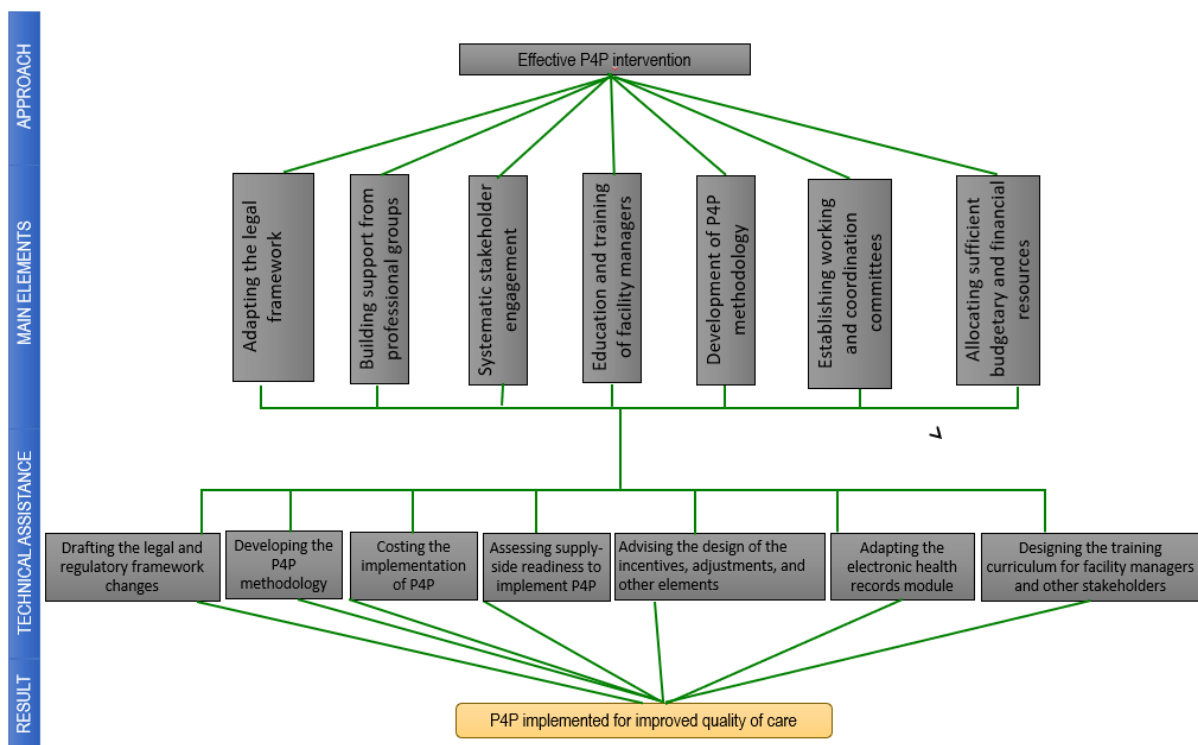 APPROACH
Effective P4P intervention
MAIN ELEMENTS
Adapting the legal
framework
Building support from
professional groups
Systematic stakeholder
engagement
Education and training
of facility managers
Development of P4P
methodology
Establishing working
and coordination
committees
Allocating sufficient
budgetary and financial
resources
TECHNICAL ASSISTANCE
Drafting the legal and
regulatory framework
changes
Developing the
P4P
methodology
Costing the
implementation
of P4P
Assessing supply-
side readiness to
implement P4P
Advising the design of the
incentives, adjustments, and
other elements
Adapting the
electronic health
records module
Designing the training
curriculum for facility managers
and other stakeholders
RESULT
P4P implemented for improved quality of care